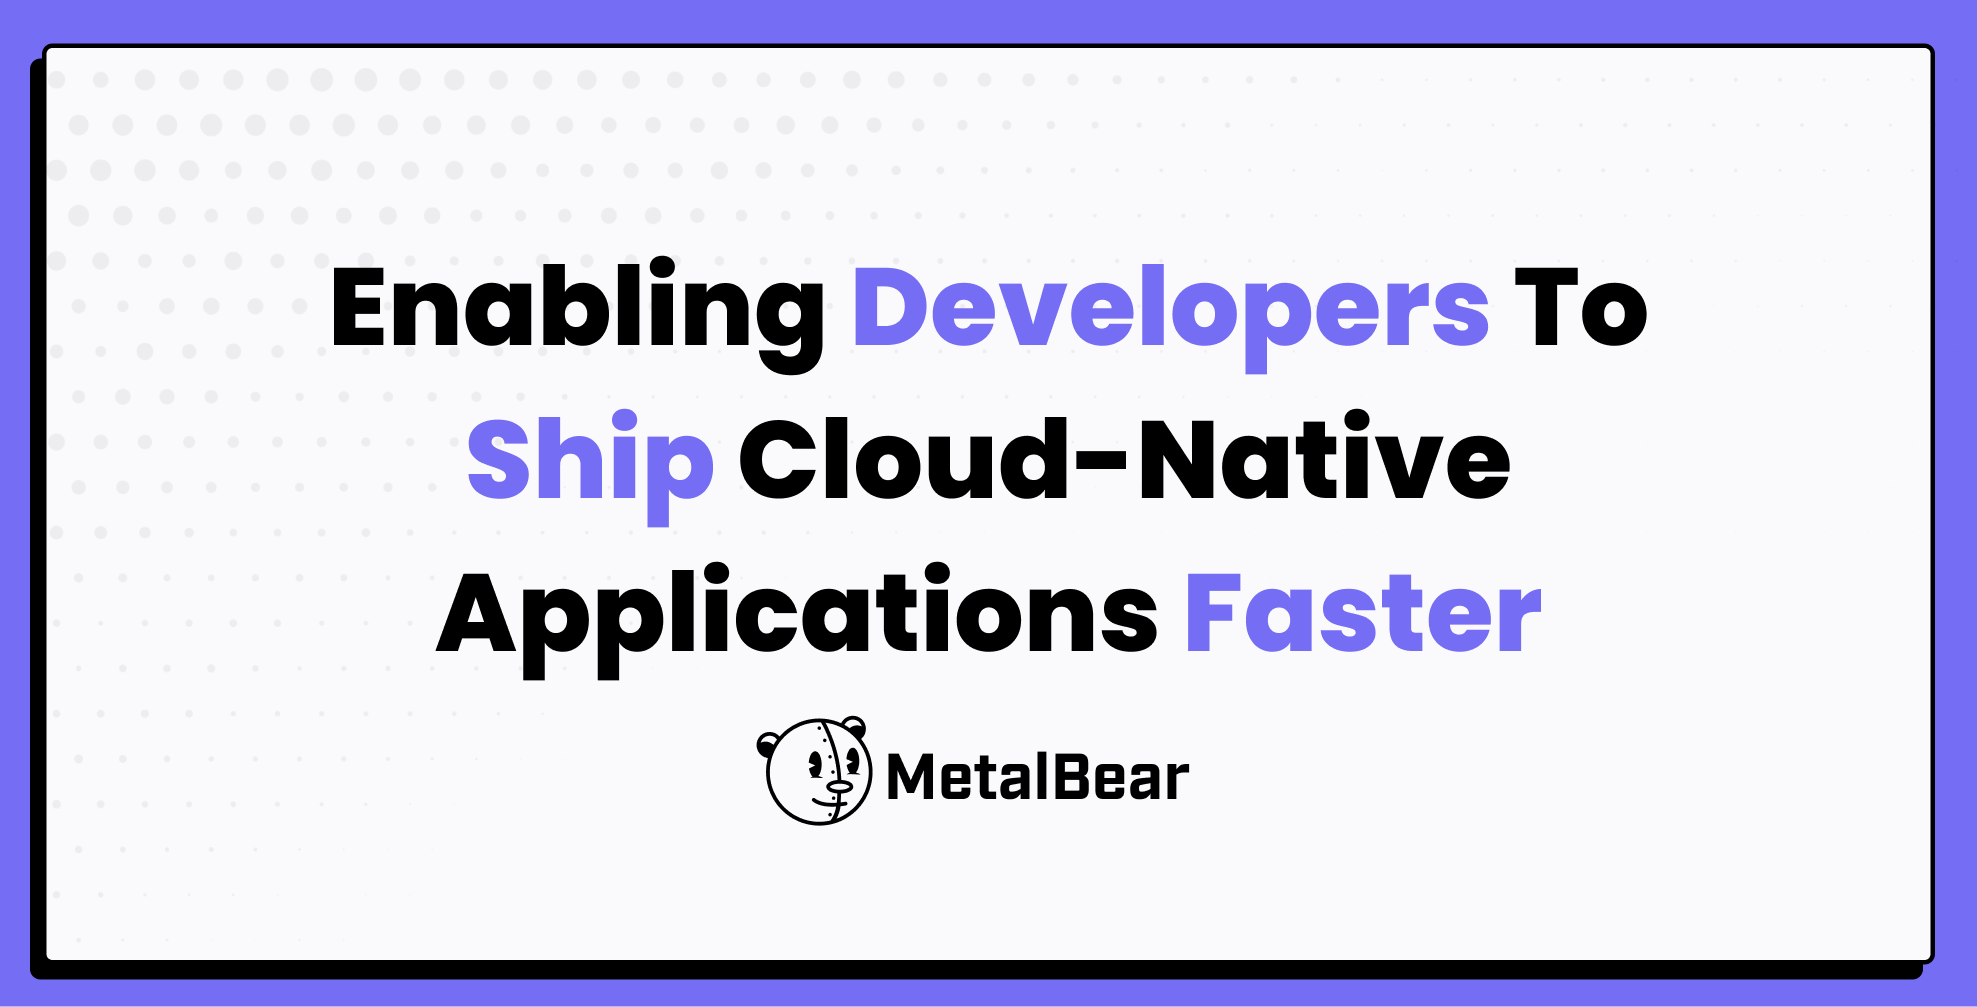 Enabling Developers To
Ship Cloud-Native
Applications Faster
MetalBear